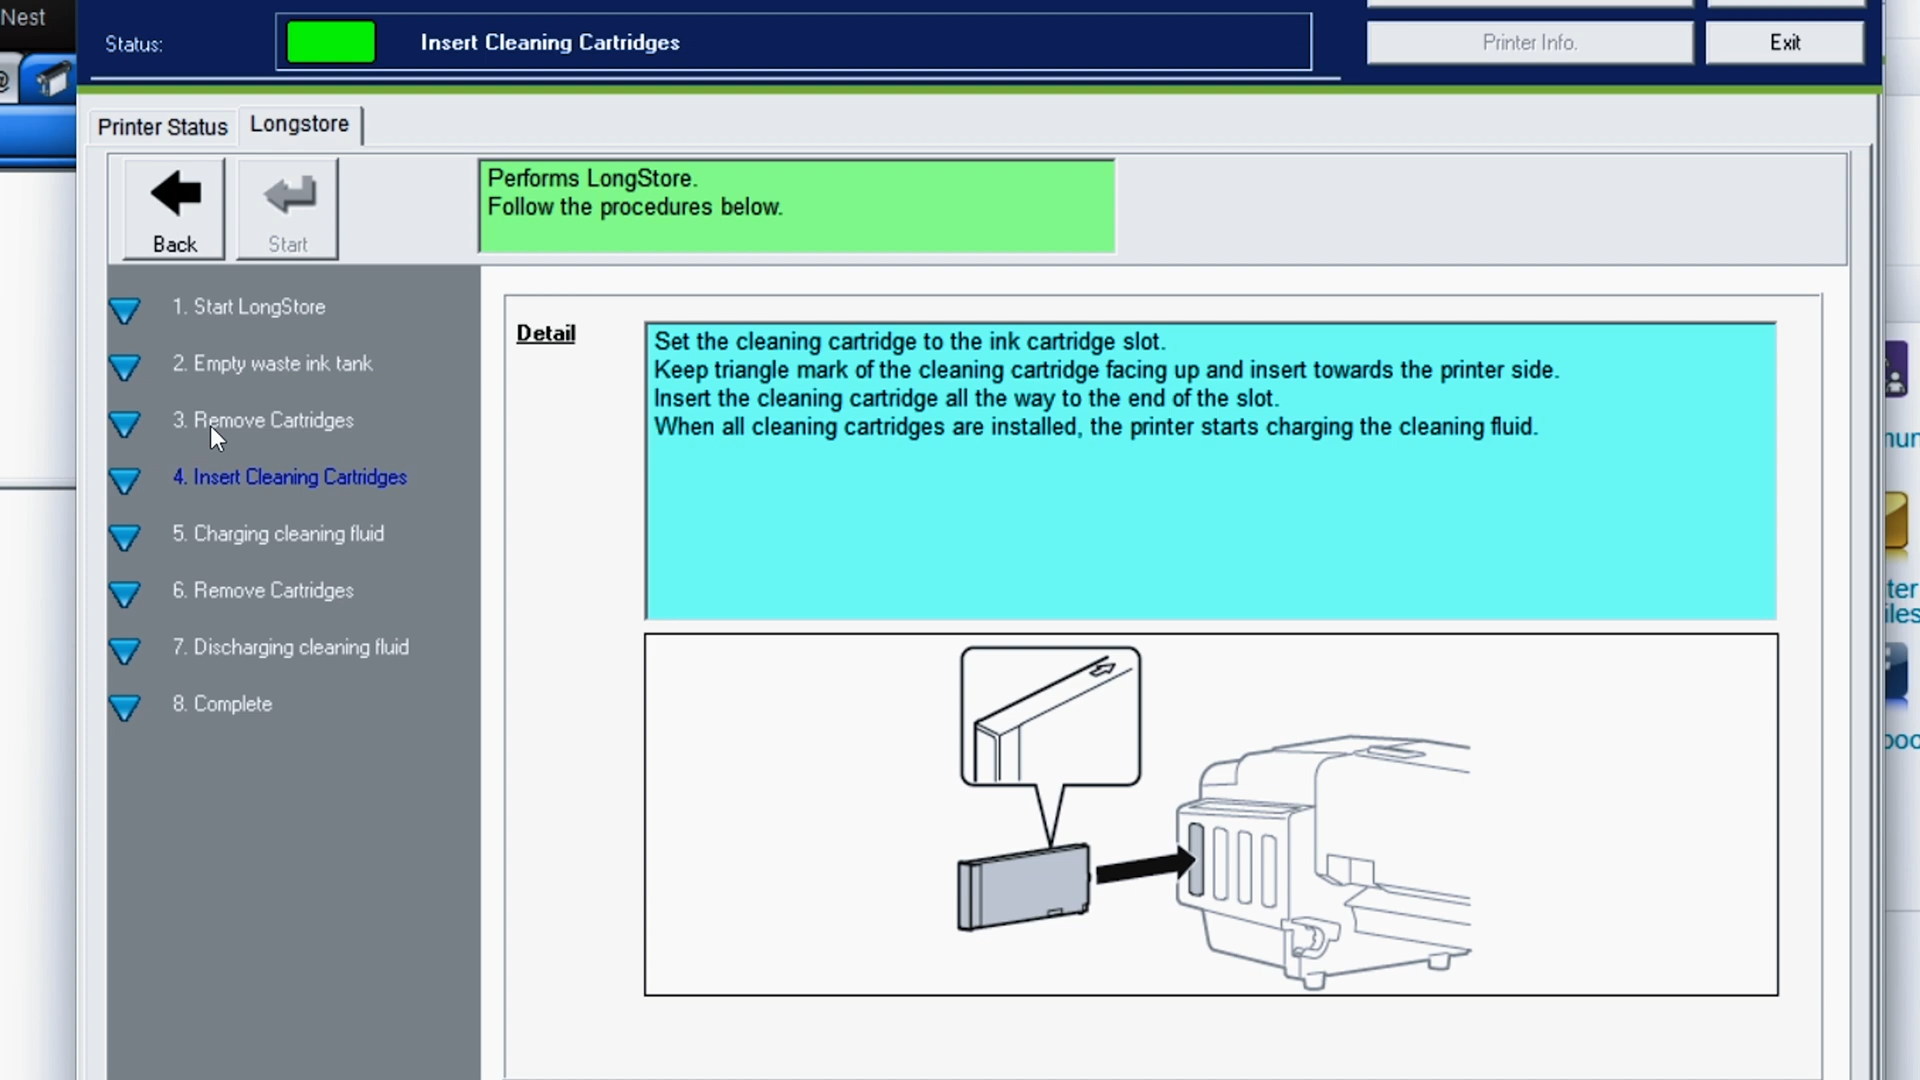 Nest
Status:
Insert Cleaning Cartridges
Printer Info.
Exit
@
Printer Status
Longstore
Back
Start
Performs LongStore.
Follow the procedures below.
1. Start LongStore
2. Empty waste ink tank
3. Remove Cartridges
4. Insert Cleaning Cartridges
5. Charging cleaning fluid
6. Remove Cartridges
7. Discharging cleaning fluid
8. Complete
Detail
Set the cleaning cartridge to the ink cartridge slot.
Keep triangle mark of the cleaning cartridge facing up and insert towards the printer side.
Insert the cleaning cartridge all the way to the end of the slot.
When all cleaning cartridges are installed, the printer starts charging the cleaning fluid.